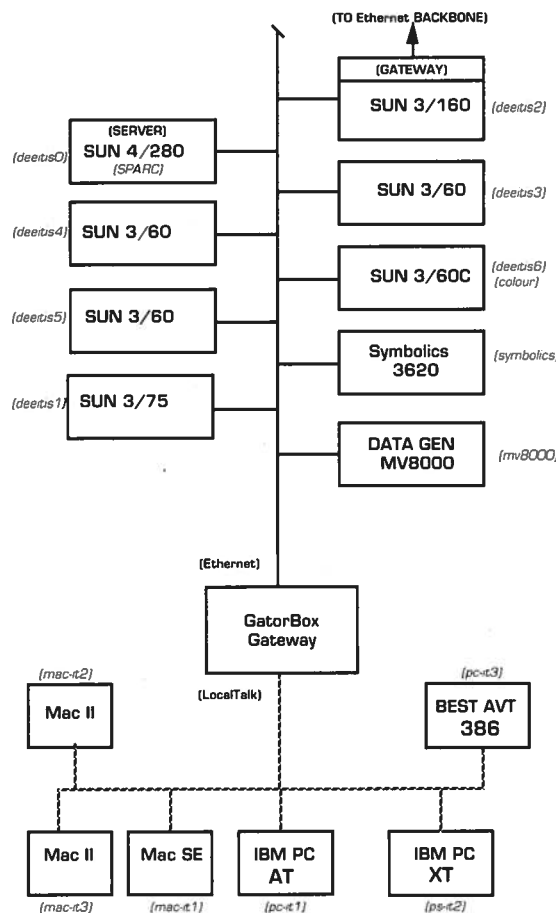 (TO Ethernet BACKBONE)
(GATEWAY)
SUN 3/160
(deeitis2)
(SERVER)
SUN 4/280
(SPARC)
(deeitis0)
SUN 3/60
(deeitis3)
(deeitis4)
SUN 3/60
SUN 3/60C
(deeitis6)
(colour)
(deeitis5)
SUN 3/60
Symbolics
3620
(symbolics)
(deeitis1)
SUN 3/75
DATA GEN
MV8000
(mv8000)
(Ethernet)
GatorBox
Gateway
(LocalTalk)
(mac-it2)
Mac II
(pc-it3)
BEST AVT
386
Mac II
(mac-it3)
Mac SE
(mac-it1)
IBM PC
AT
(pc-it1)
IBM PC
XT
(ps-it2)